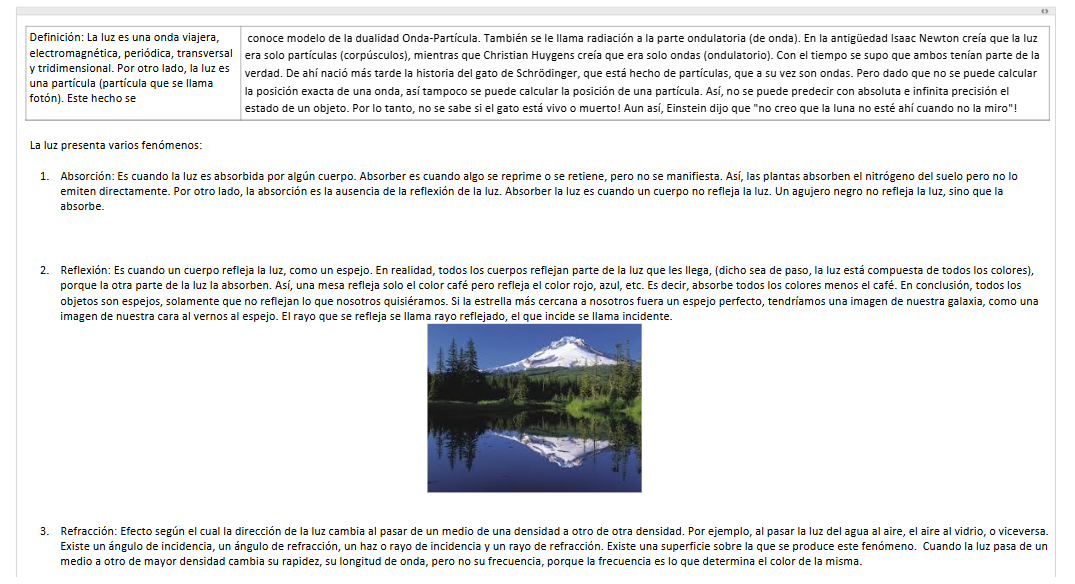 Definición: La luz es una onda viajera,
electromagnética, periódica, transversal
y tridimensional. Por otro lado, la luz es
una partícula (partícula que se llama
fotón). Este hecho se
conoce modelo de la dualidad Onda-Partícula. También se le llama radiación a la parte ondulatoria (de onda). En la antigüedad Isaac Newton creía que la luz
era solo partículas (corpúsculos), mientras que Christian Huygens creía que era solo ondas (ondulatorio). Con el tiempo se supo que ambos tenían parte de la
verdad. De ahí nació más tarde la historia del gato de Schrödinger, que está hecho de partículas, que a su vez son ondas. Pero dado que no se puede calcular
la posición exacta de una onda, así tampoco se puede calcular la posición de una partícula. Así, no se puede predecir con absoluta e infinita precisión el
estado de un objeto. Por lo tanto, no se sabe si el gato está vivo o muerto! Aun así, Einstein dijo que "no creo que la luna no esté ahí cuando no la miro"!
La luz presenta varios fenómenos:
1. Absorción: Es cuando la luz es absorbida por algún cuerpo. Absorber es cuando algo se reprime o se retiene, pero no se manifiesta. Así, las plantas absorben el nitrógeno del suelo pero no lo
emiten directamente. Por otro lado, la absorción es la ausencia de la reflexión de la luz. Absorber la luz es cuando un cuerpo no refleja la luz. Un agujero negro no refleja la luz, sino que la
absorbe.
2. Reflexión: Es cuando un cuerpo refleja la luz, como un espejo. En realidad, todos los cuerpos reflejan parte de la luz que les llega, (dicho sea de paso, la luz está compuesta de todos los colores),
porque la otra parte de la luz la absorben. Así, una mesa refleja solo el color café pero refleja el color rojo, azul, etc. Es decir, absorbe todos los colores menos el café. En conclusión, todos los
objetos son espejos, solamente que no reflejan lo que nosotros quisiéramos. Si la estrella más cercana a nosotros fuera un espejo perfecto, tendríamos una imagen de nuestra galaxia, como una
imagen de nuestra cara al vernos al espejo. El rayo que se refleja se llama rayo reflejado, el que incide se llama incidente.
3. Refracción: Efecto según el cual la dirección de la luz cambia al pasar de un medio de una densidad a otro de otra densidad. Por ejemplo, al pasar la luz del agua al aire, el aire al vidrio, o viceversa.
Existe un ángulo de incidencia, un ángulo de refracción, un haz o rayo de incidencia y un rayo de refracción. Existe una superficie sobre la que se produce este fenómeno. Cuando la luz pasa de un
medio a otro de mayor densidad cambia su rapidez, su longitud de onda, pero no su frecuencia, porque la frecuencia es lo que determina el color de la misma.